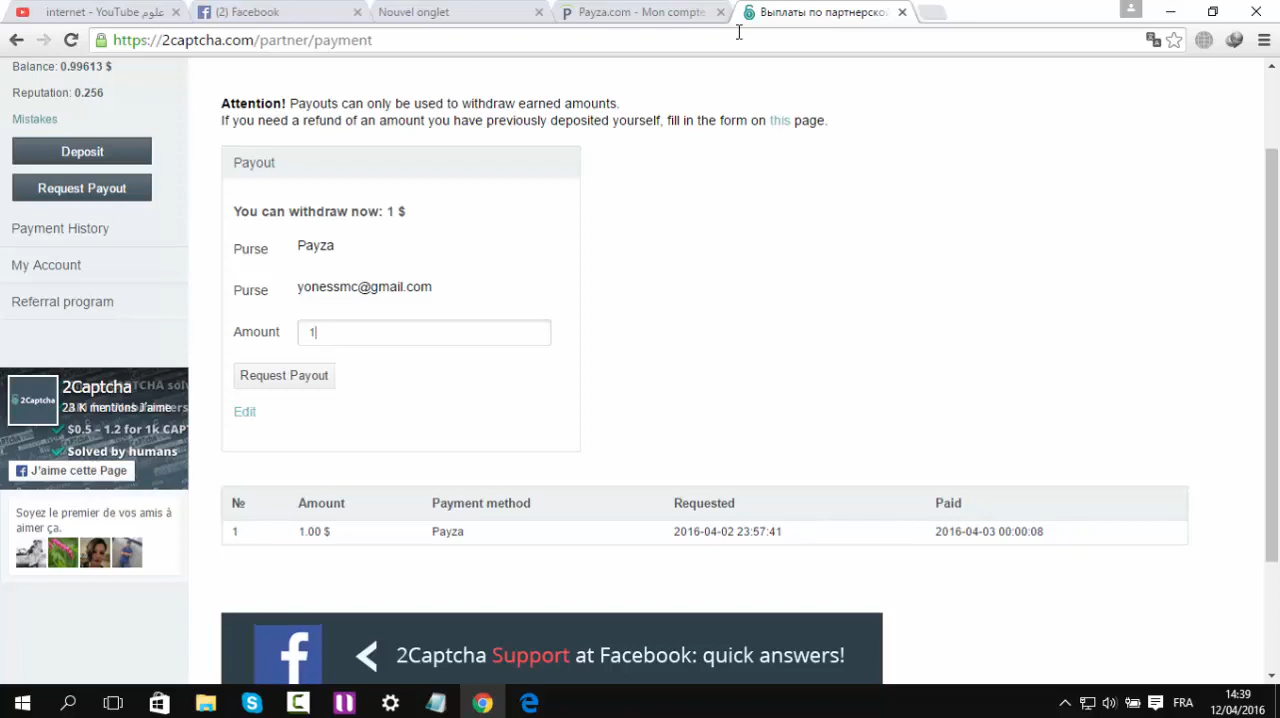 internet - YouTube علوم
(2) Facebook
Nouvel onglet
Payza.com - Mon compte
Выплаты по партнерско
https://2captcha.com/partner/payment
Balance: 0.99613 $
Reputation: 0.256
Mistakes
Deposit
Request Payout
Payment History
My Account
Referral program
2Captcha
2Captcha
23 K mentions J'aime
$0.5 – 1.2 for 1k CAPT
Solved by humans
J'aime cette Page
Soyez le premier de vos amis à
aimer ça.
Attention! Payouts can only be used to withdraw earned amounts.
If you need a refund of an amount you have previously deposited yourself, fill in the form on this page.
Payout
You can withdraw now: 1 $
Purse Payza
Purse yonessmc@gmail.com
Amount 1
Request Payout
Edit
№ Amount Payment method Requested Paid
1 1.00 $ Payza 2016-04-02 23:57:41 2016-04-03 00:00:08
2Captcha Support at Facebook: quick answers!
FRA
14:39
12/04/2016